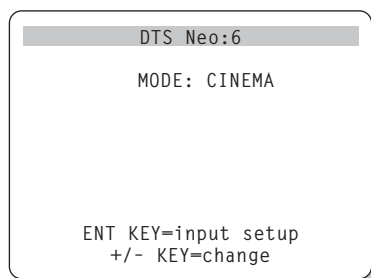 DTS Neo:6
MODE: CINEMA
ENT KEY=input setup
+/- KEY=change